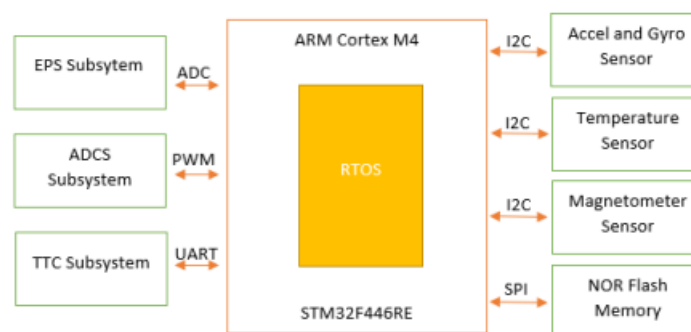 EPS Subsytem
ADC
ADCS
Subsystem
PWM
TTC Subsystem
UART
ARM Cortex M4
RTOS
STM32F446RE
I2C
Accel and Gyro
Sensor
I2C
Temperature
Sensor
I2C
Magnetometer
Sensor
SPI
NOR Flash
Memory